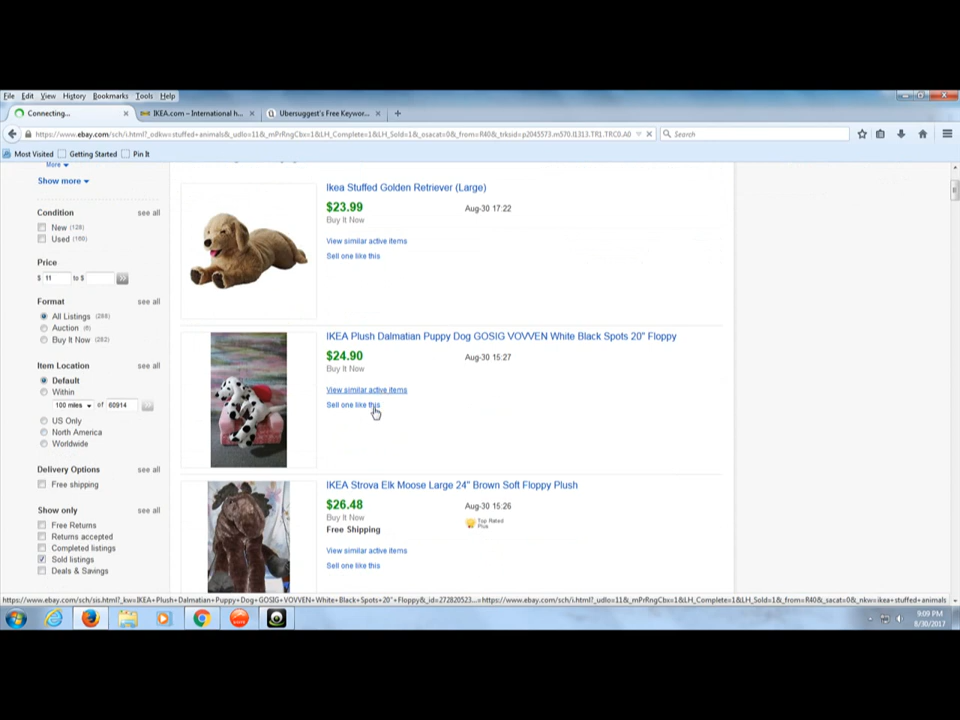 File Edit View History Bookmarks Tools Help
Connecting... IKEA.com – International h... Ubersuggest's Free Keywor...
Search
Most Visited Getting Started Pin It
More
Show more
Condition see all
New (128)
Used (160)
Price
$ 11 to $
Format see all
All Listings (288)
Auction (6)
Buy It Now (282)
Item Location see all
Default
Within
100 miles of 60914
US Only
North America
Worldwide
Delivery Options see all
Free shipping
Show only see all
Free Returns
Returns accepted
Completed listings
Sold listings
Deals & Savings
Ikea Stuffed Golden Retriever (Large)
$23.99 Aug-30 17:22
Buy It Now
View similar active items
Sell one like this
IKEA Plush Dalmatian Puppy Dog GOSIG VOVVEN White Black Spots 20" Floppy
$24.90 Aug-30 15:27
Buy It Now
View similar active items
Sell one like this
IKEA Strova Elk Moose Large 24" Brown Soft Floppy Plush
$26.48 Aug-30 15:26
Buy It Now Top Rated
Free Shipping Plus
View similar active items
Sell one like this
9:09 PM
8/30/2017